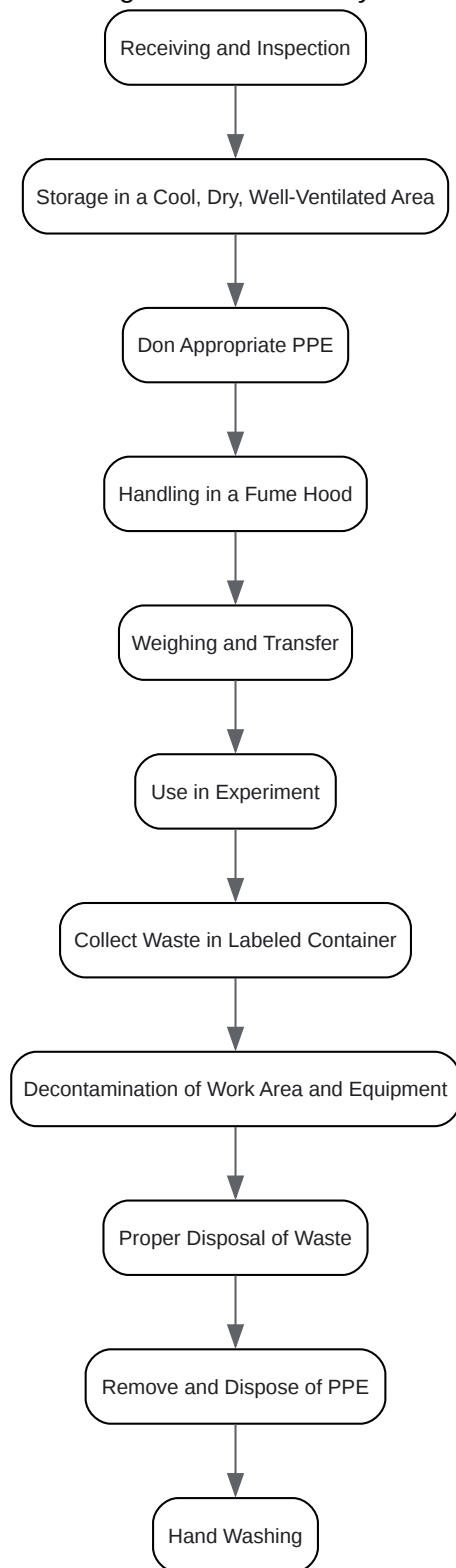 Receiving and Inspection
Storage in a Cool, Dry, Well-Ventilated Area
Don Appropriate PPE
Handling in a Fume Hood
Weighing and Transfer
Use in Experiment
Collect Waste in Labeled Container
Decontamination of Work Area and Equipment
Proper Disposal of Waste
Remove and Dispose of PPE
Hand Washing